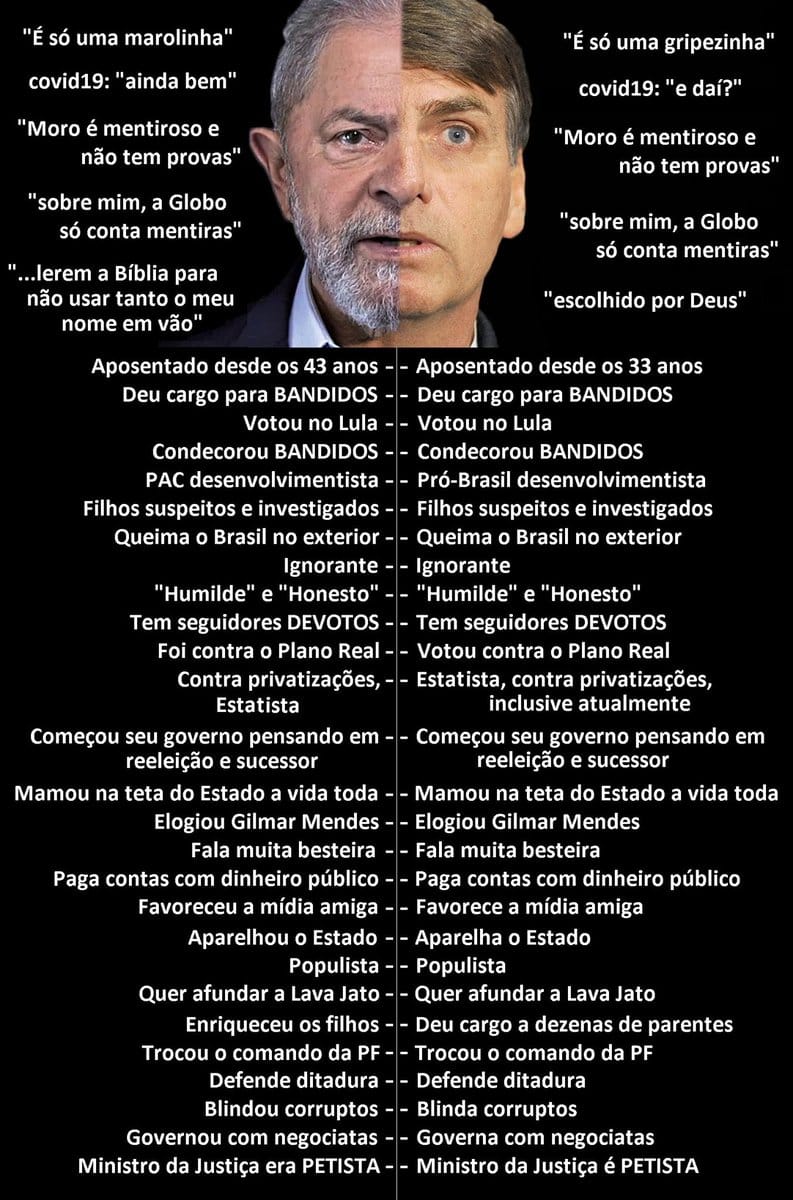 "É só uma marolinha"
covid19: "ainda bem"
"Moro é mentiroso e
não tem provas"
"sobre mim, a Globo
só conta mentiras"
"...lerem a Bíblia para
não usar tanto o meu
nome em vão"
"É só uma gripezinha"
covid19: "e daí?"
"Moro é mentiroso e
não tem provas"
"sobre mim, a Globo
só conta mentiras"
"escolhido por Deus"
Aposentado desde os 43 anos - - Aposentado desde os 33 anos
Deu cargo para BANDIDOS - - Deu cargo para BANDIDOS
Votou no Lula - - Votou no Lula
Condecorou BANDIDOS - - Condecorou BANDIDOS
PAC desenvolvimentista - - Pró-Brasil desenvolvimentista
Filhos suspeitos e investigados - - Filhos suspeitos e investigados
Queima o Brasil no exterior - - Queima o Brasil no exterior
Ignorante - - Ignorante
"Humilde" e "Honesto" - - "Humilde" e "Honesto"
Tem seguidores DEVOTOS - - Tem seguidores DEVOTOS
Foi contra o Plano Real - - Votou contra o Plano Real
Contra privatizações, - - Estatista, contra privatizações,
Estatista inclusive atualmente
Começou seu governo pensando em - - Começou seu governo pensando em
reeleição e sucessor reeleição e sucessor
Mamou na teta do Estado a vida toda - - Mamou na teta do Estado a vida toda
Elogiou Gilmar Mendes - - Elogiou Gilmar Mendes
Fala muita besteira - - Fala muita besteira
Paga contas com dinheiro público - - Paga contas com dinheiro público
Favoreceu a mídia amiga - - Favorece a mídia amiga
Aparelhou o Estado - - Aparelha o Estado
Populista - - Populista
Quer afundar a Lava Jato - - Quer afundar a Lava Jato
Enriqueceu os filhos - - Deu cargo a dezenas de parentes
Trocou o comando da PF - - Trocou o comando da PF
Defende ditadura - - Defende ditadura
Blindou corruptos - - Blinda corruptos
Governou com negociatas - - Governa com negociatas
Ministro da Justiça era PETISTA - - Ministro da Justiça é PETISTA